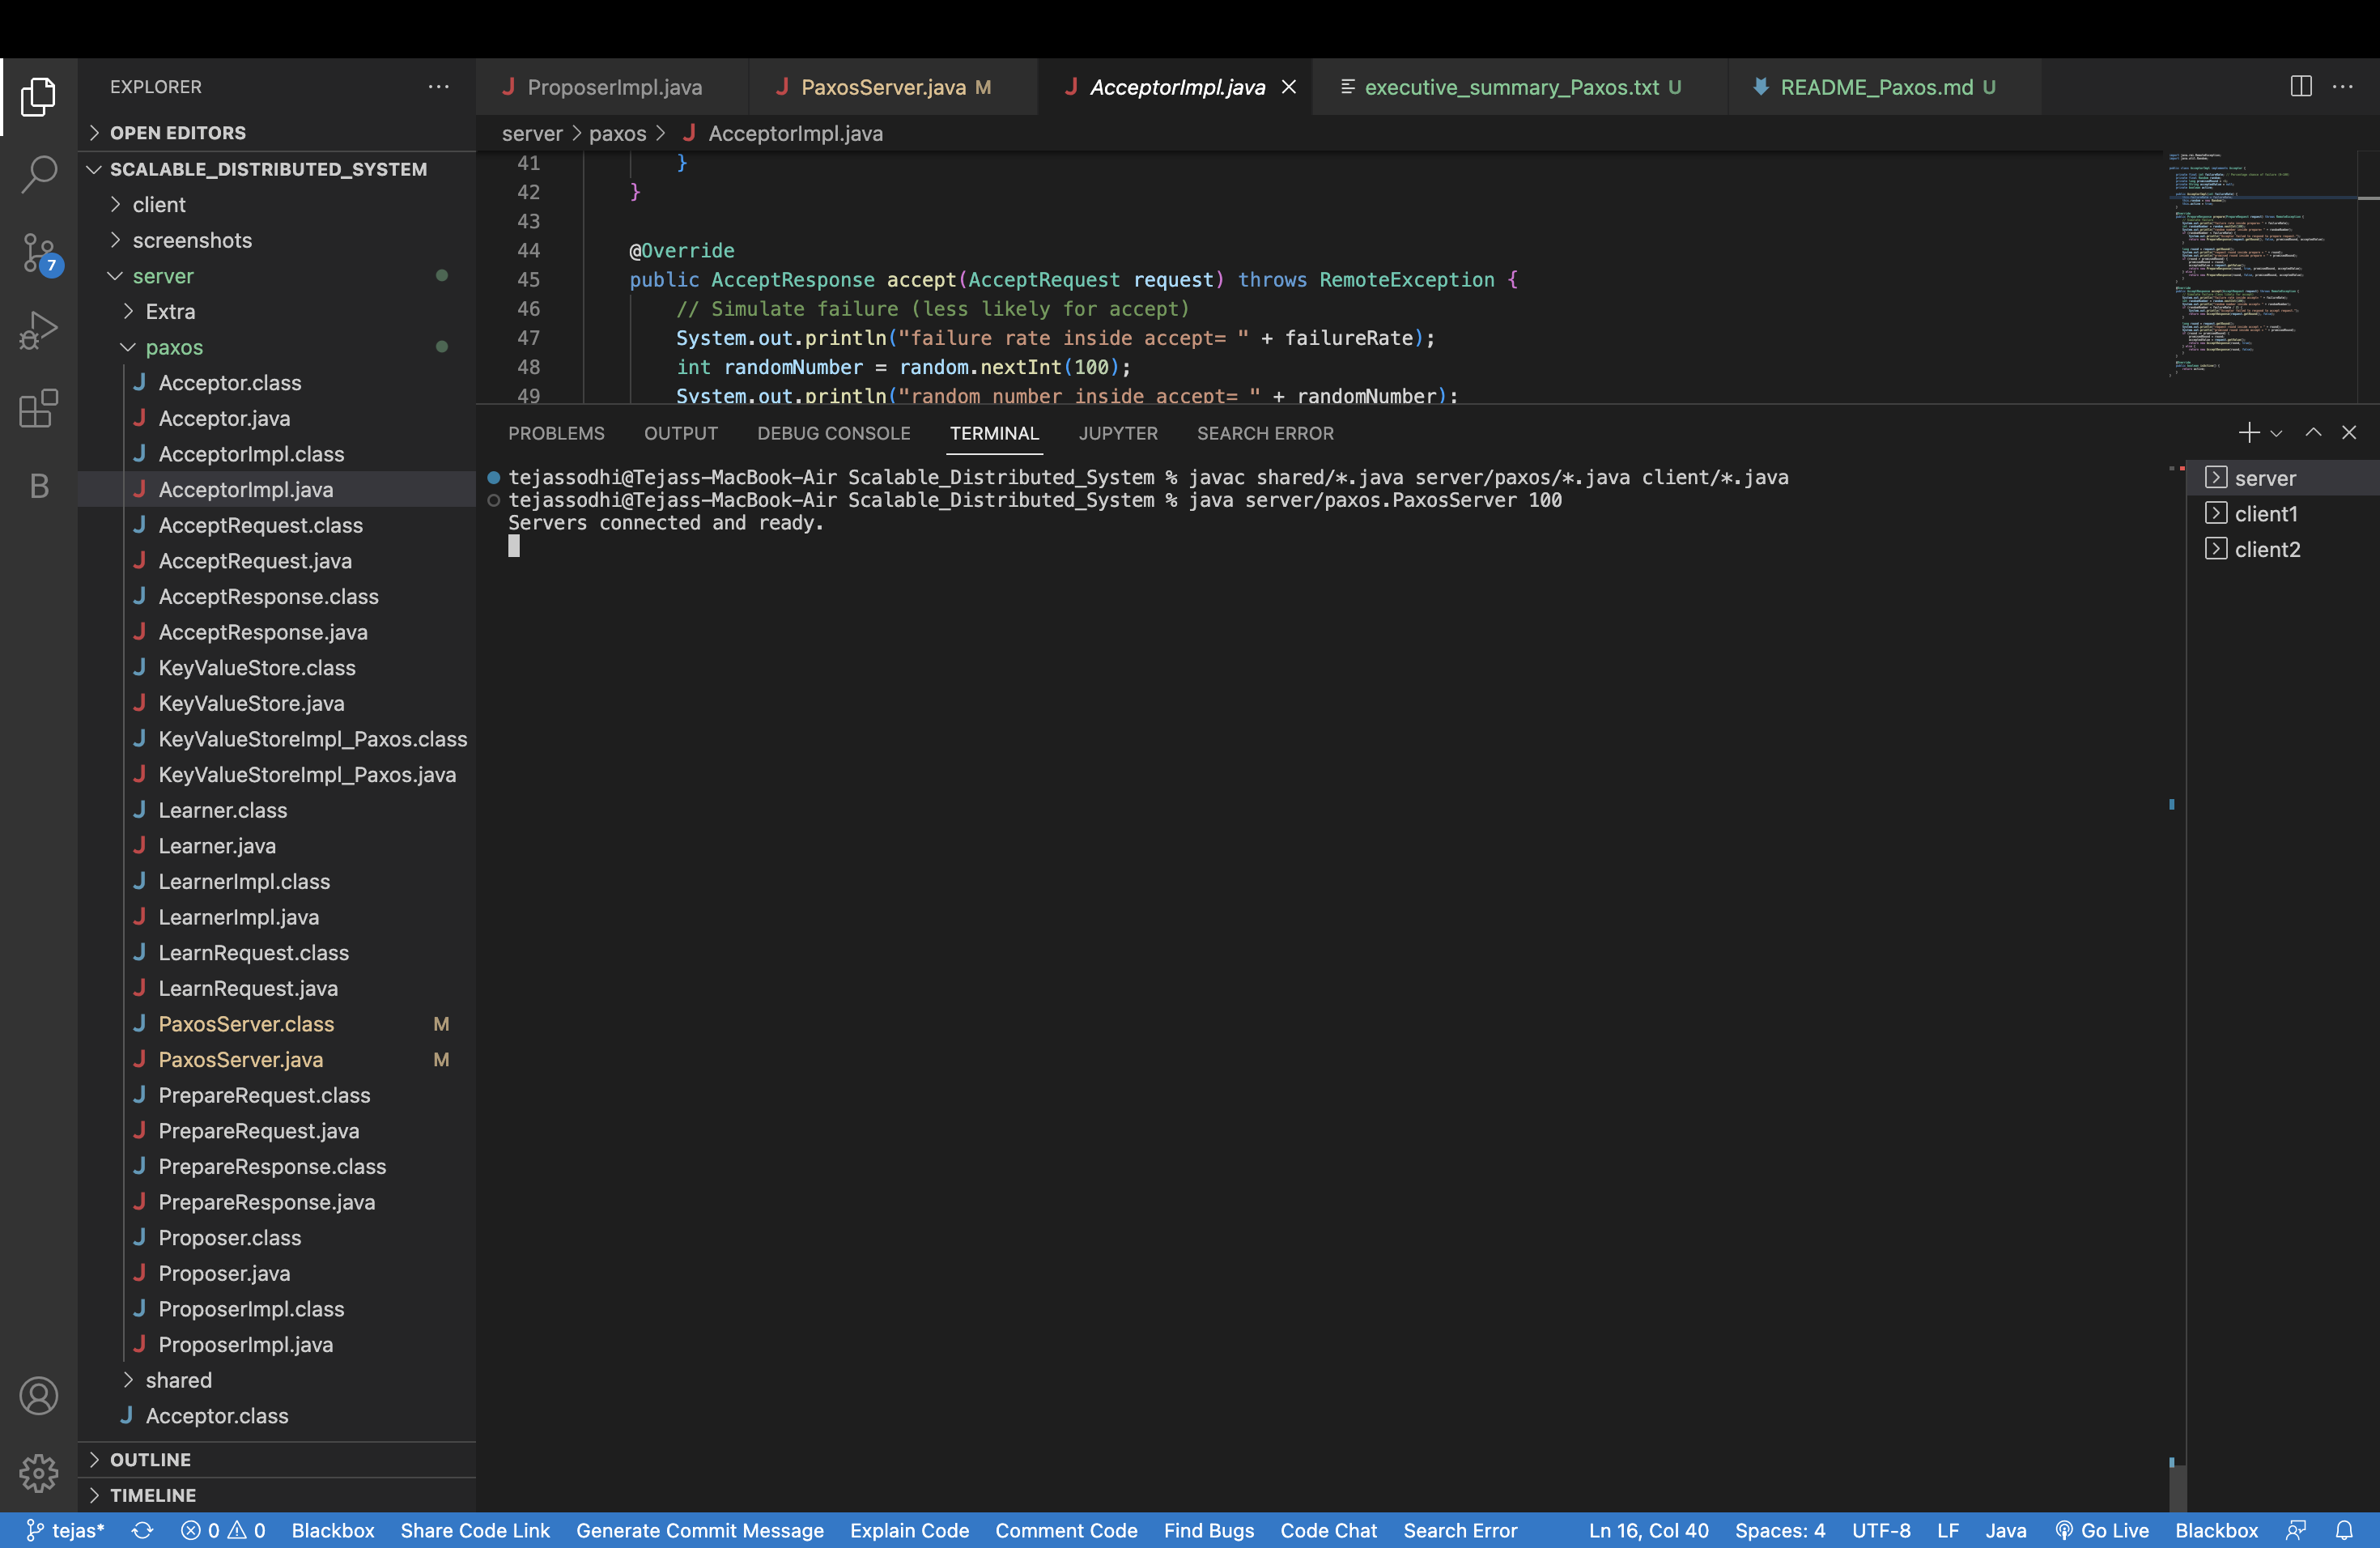 EXPLORER
OPEN EDITORS
SCALABLE_DISTRIBUTED_SYSTEM
client
screenshots
server
Extra
paxos
J Acceptor.class
J Acceptor.java
J AcceptorImpl.class
J AcceptorImpl.java
J AcceptRequest.class
J AcceptRequest.java
J AcceptResponse.class
J AcceptResponse.java
J KeyValueStore.class
J KeyValueStore.java
J KeyValueStoreImpl_Paxos.class
J KeyValueStoreImpl_Paxos.java
J Learner.class
J Learner.java
J LearnerImpl.class
J LearnerImpl.java
J LearnRequest.class
J LearnRequest.java
J PaxosServer.class M
J PaxosServer.java M
J PrepareRequest.class
J PrepareRequest.java
J PrepareResponse.class
J PrepareResponse.java
J Proposer.class
J Proposer.java
J ProposerImpl.class
J ProposerImpl.java
shared
J Acceptor.class
OUTLINE
TIMELINE
7
B
J ProposerImpl.java J PaxosServer.java M J AcceptorImpl.java executive_summary_Paxos.txt U README_Paxos.md U
server > paxos > J AcceptorImpl.java
41 }
42 }
43
44 @Override
45 public AcceptResponse accept(AcceptRequest request) throws RemoteException {
46 // Simulate failure (less likely for accept)
47 System.out.println("failure rate inside accept= " + failureRate);
48 int randomNumber = random.nextInt(100);
49 System.out.println("random number inside accept= " + randomNumber);
PROBLEMS OUTPUT DEBUG CONSOLE TERMINAL JUPYTER SEARCH ERROR
tejassodhi@Tejass-MacBook-Air Scalable_Distributed_System % javac shared/*.java server/paxos/*.java client/*.java
tejassodhi@Tejass-MacBook-Air Scalable_Distributed_System % java server/paxos.PaxosServer 100
Servers connected and ready.
server
client1
client2
tejas* 0 0 Blackbox Share Code Link Generate Commit Message Explain Code Comment Code Find Bugs Code Chat Search Error Ln 16, Col 40 Spaces: 4 UTF-8 LF Java Go Live Blackbox